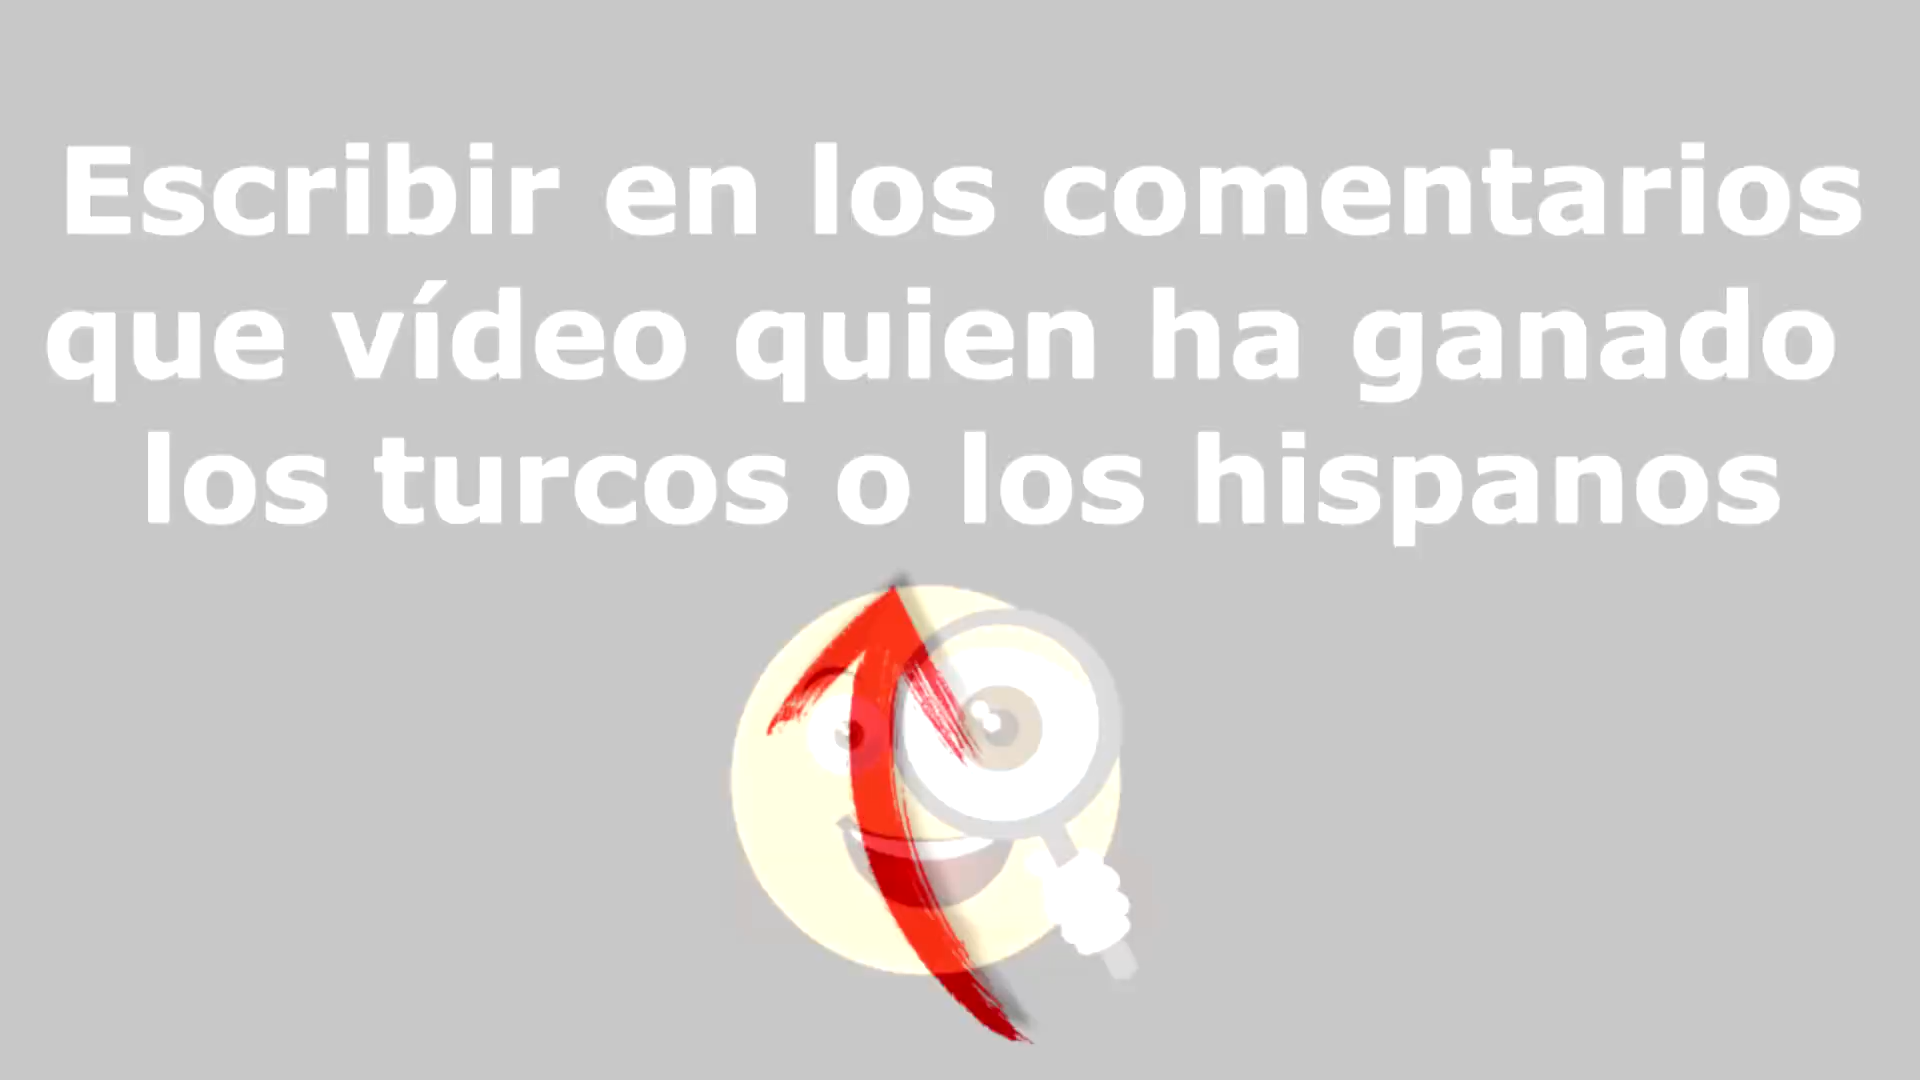 Escribir en los comentarios
que vídeo quien ha ganado
los turcos o los hispanos